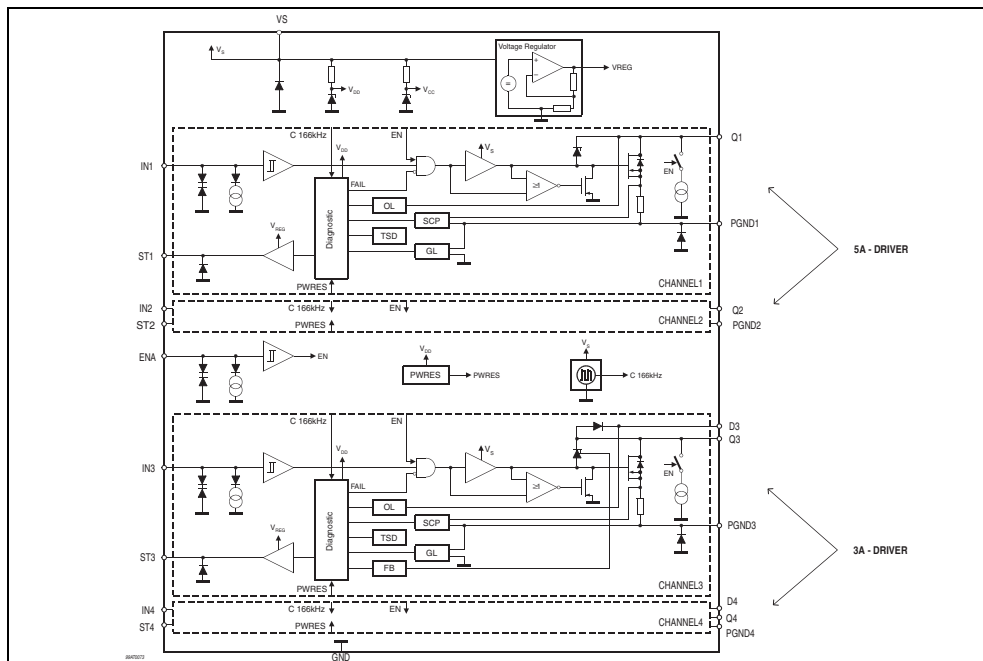 VS
VS
Voltage Regulator
VREG
VDD
VCC
C 166kHz
EN
Q1
VDD
VS
IN1
FAIL
EN
Diagnostic
OL
SCP
TSD
GL
PGND1
VREG
ST1
5A - DRIVER
PWRES
CHANNEL1
IN2
C 166kHz
EN
Q2
ST2
PWRES
CHANNEL2
PGND2
ENA
EN
VDD
PWRES
PWRES
VS
C 166kHz
C 166kHz
EN
D3
Q3
VDD
VS
IN3
FAIL
EN
Diagnostic
OL
SCP
TSD
GL
FB
PGND3
VREG
ST3
3A - DRIVER
PWRES
CHANNEL3
IN4
C 166kHz
EN
D4
Q4
ST4
PWRES
CHANNEL4
PGND4
GND